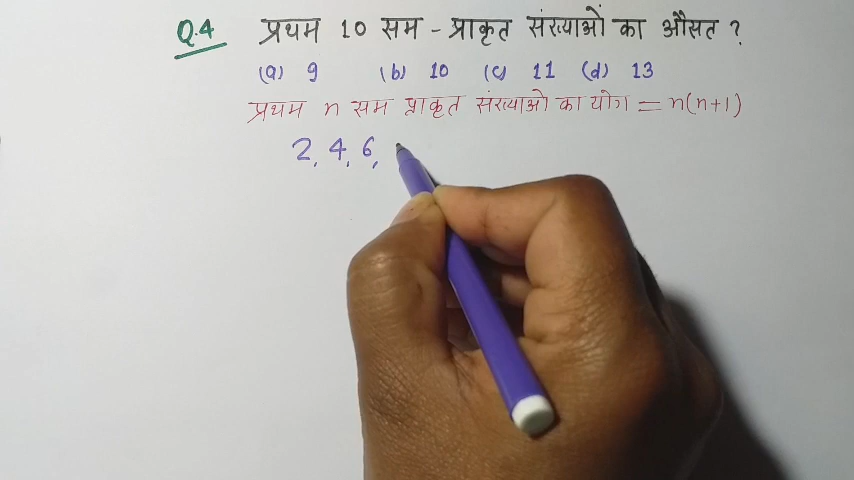 Q.4 प्रथम 10 सम - प्राकृत संख्याओं का औसत ?
(a) 9 (b) 10 (c) 11 (d) 13
प्रथम n सम प्राकृत संख्याओ का योग = n(n+1)
2, 4, 6,